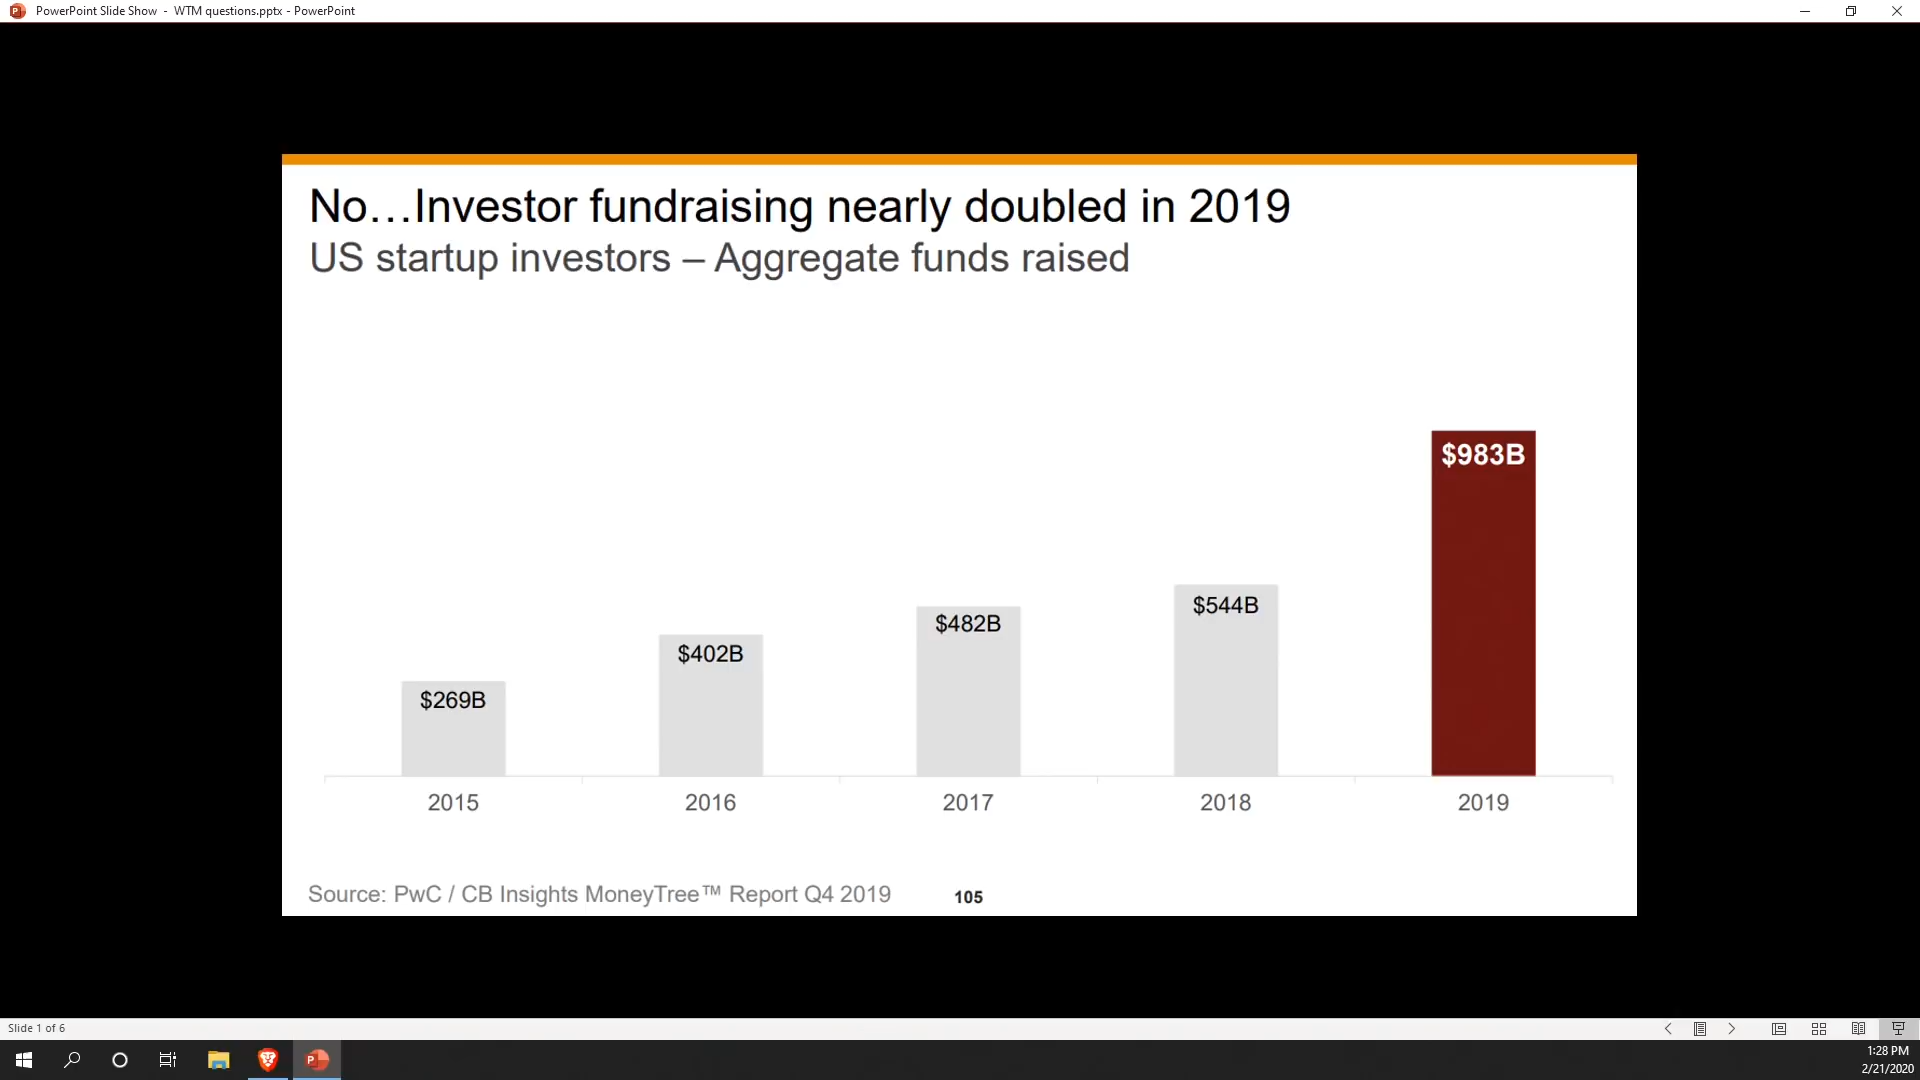 PowerPoint Slide Show - WTM questions.pptx - PowerPoint
No…Investor fundraising nearly doubled in 2019
US startup investors – Aggregate funds raised
$983B
$544B
$482B
$402B
$269B
2015 2016 2017 2018 2019
Source: PwC / CB Insights MoneyTree™ Report Q4 2019 105
Slide 1 of 6
1:28 PM
2/21/2020